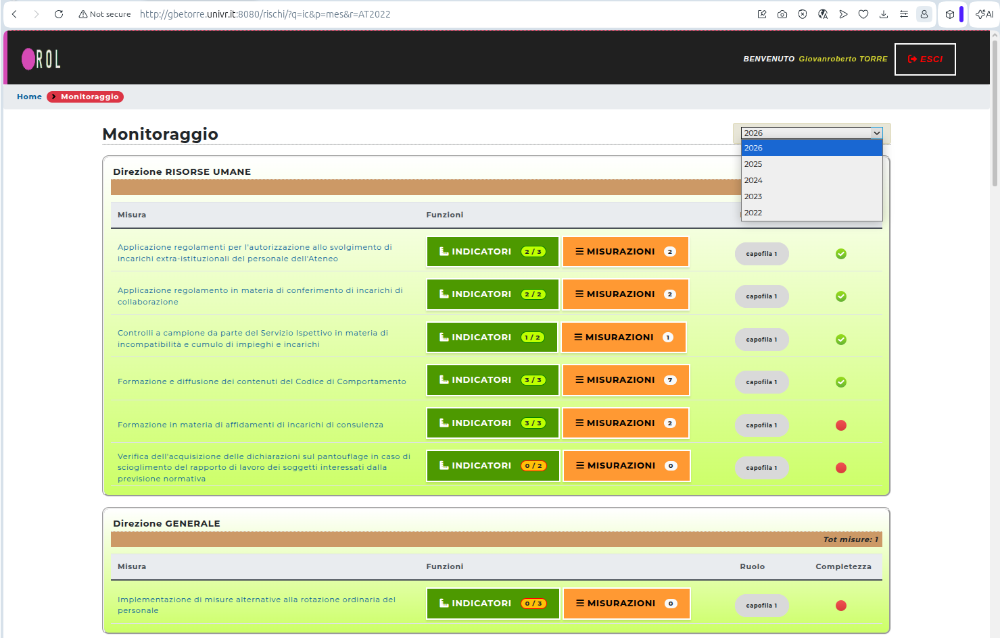 Not secure
http://gbetorre.univr.it:8080/rischi/?q=ic&p=mes&r=AT2022
AI
ROL
BENVENUTO Giovanroberto TORRE
ESCI
Home
Monitoraggio
Monitoraggio
2026
2026
2025
2024
2023
2022
Direzione RISORSE UMANE
Misura Funzioni
Applicazione regolamenti per l'autorizzazione allo svolgimento di
incarichi extra-istituzionali del personale dell'Ateneo
INDICATORI 2 / 3 MISURAZIONI 2 capofila 1
Applicazione regolamento in materia di conferimento di incarichi di
collaborazione
INDICATORI 2 / 2 MISURAZIONI 2 capofila 1
Controlli a campione da parte del Servizio Ispettivo in materia di
incompatibilità e cumulo di impieghi e incarichi
INDICATORI 1 / 2 MISURAZIONI 1 capofila 1
Formazione e diffusione dei contenuti del Codice di Comportamento
INDICATORI 3 / 3 MISURAZIONI 7 capofila 1
Formazione in materia di affidamenti di incarichi di consulenza
INDICATORI 3 / 3 MISURAZIONI 2 capofila 1
Verifica dell'acquisizione delle dichiarazioni sul pantouflage in caso di
scioglimento del rapporto di lavoro dei soggetti interessati dalla
previsione normativa
INDICATORI 0 / 2 MISURAZIONI 0 capofila 1
Direzione GENERALE
Tot misure: 1
Misura Funzioni Ruolo Completezza
Implementazione di misure alternative alla rotazione ordinaria del
personale
INDICATORI 0 / 3 MISURAZIONI 0 capofila 1